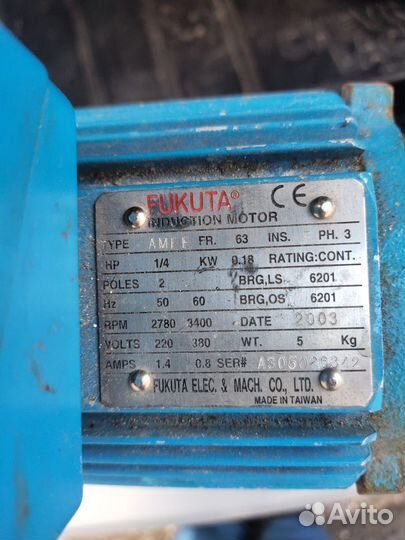 FUKUTA® CE
INDUCTION MOTOR
TYPE FR. 63 INS. PH. 3
HP 1/4 KW 0.18 RATING:CONT.
POLES 2 BRG,LS. 6201
Hz 50 60 BRG,OS. 6201
RPM 2780 3400 DATE 2003
VOLTS 220 380 WT. 5 Kg
AMPS 1.4 0.8 SER#
FUKUTA ELEC. & MACH. CO., LTD.
MADE IN TAIWAN
Avito